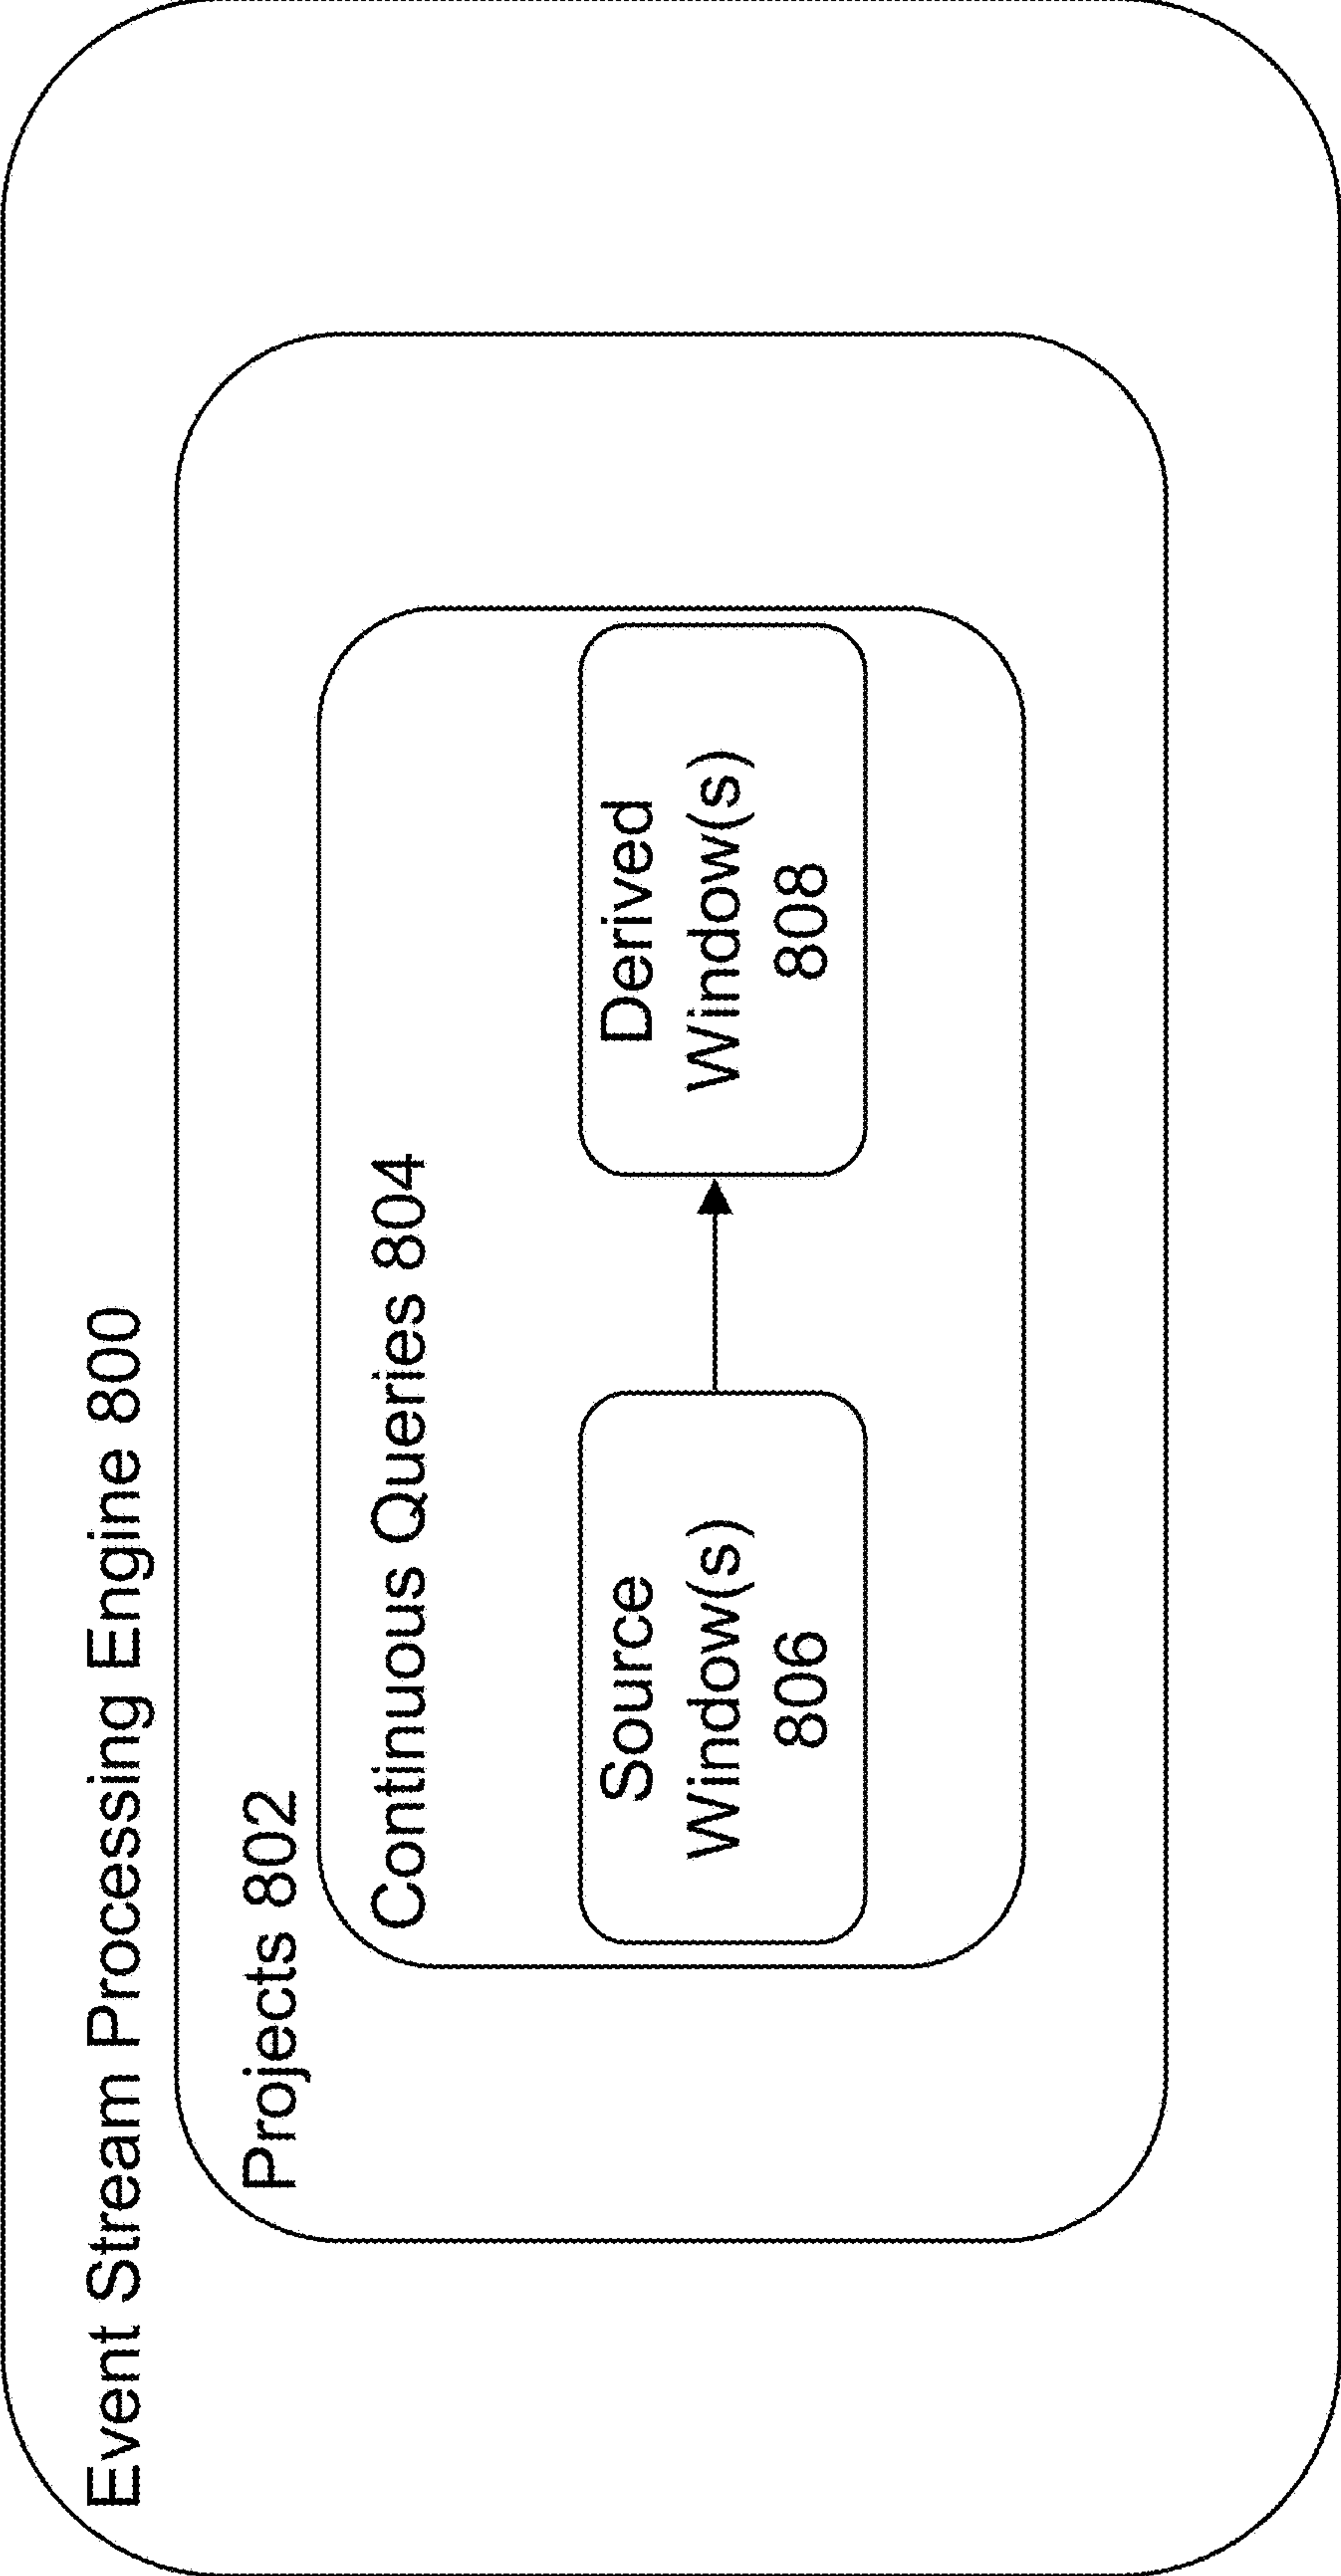 Event Stream Processing Engine 800
Projects 802
Continuous Queries 804
Source
Window(s)
806
Derived
Window(s)
808